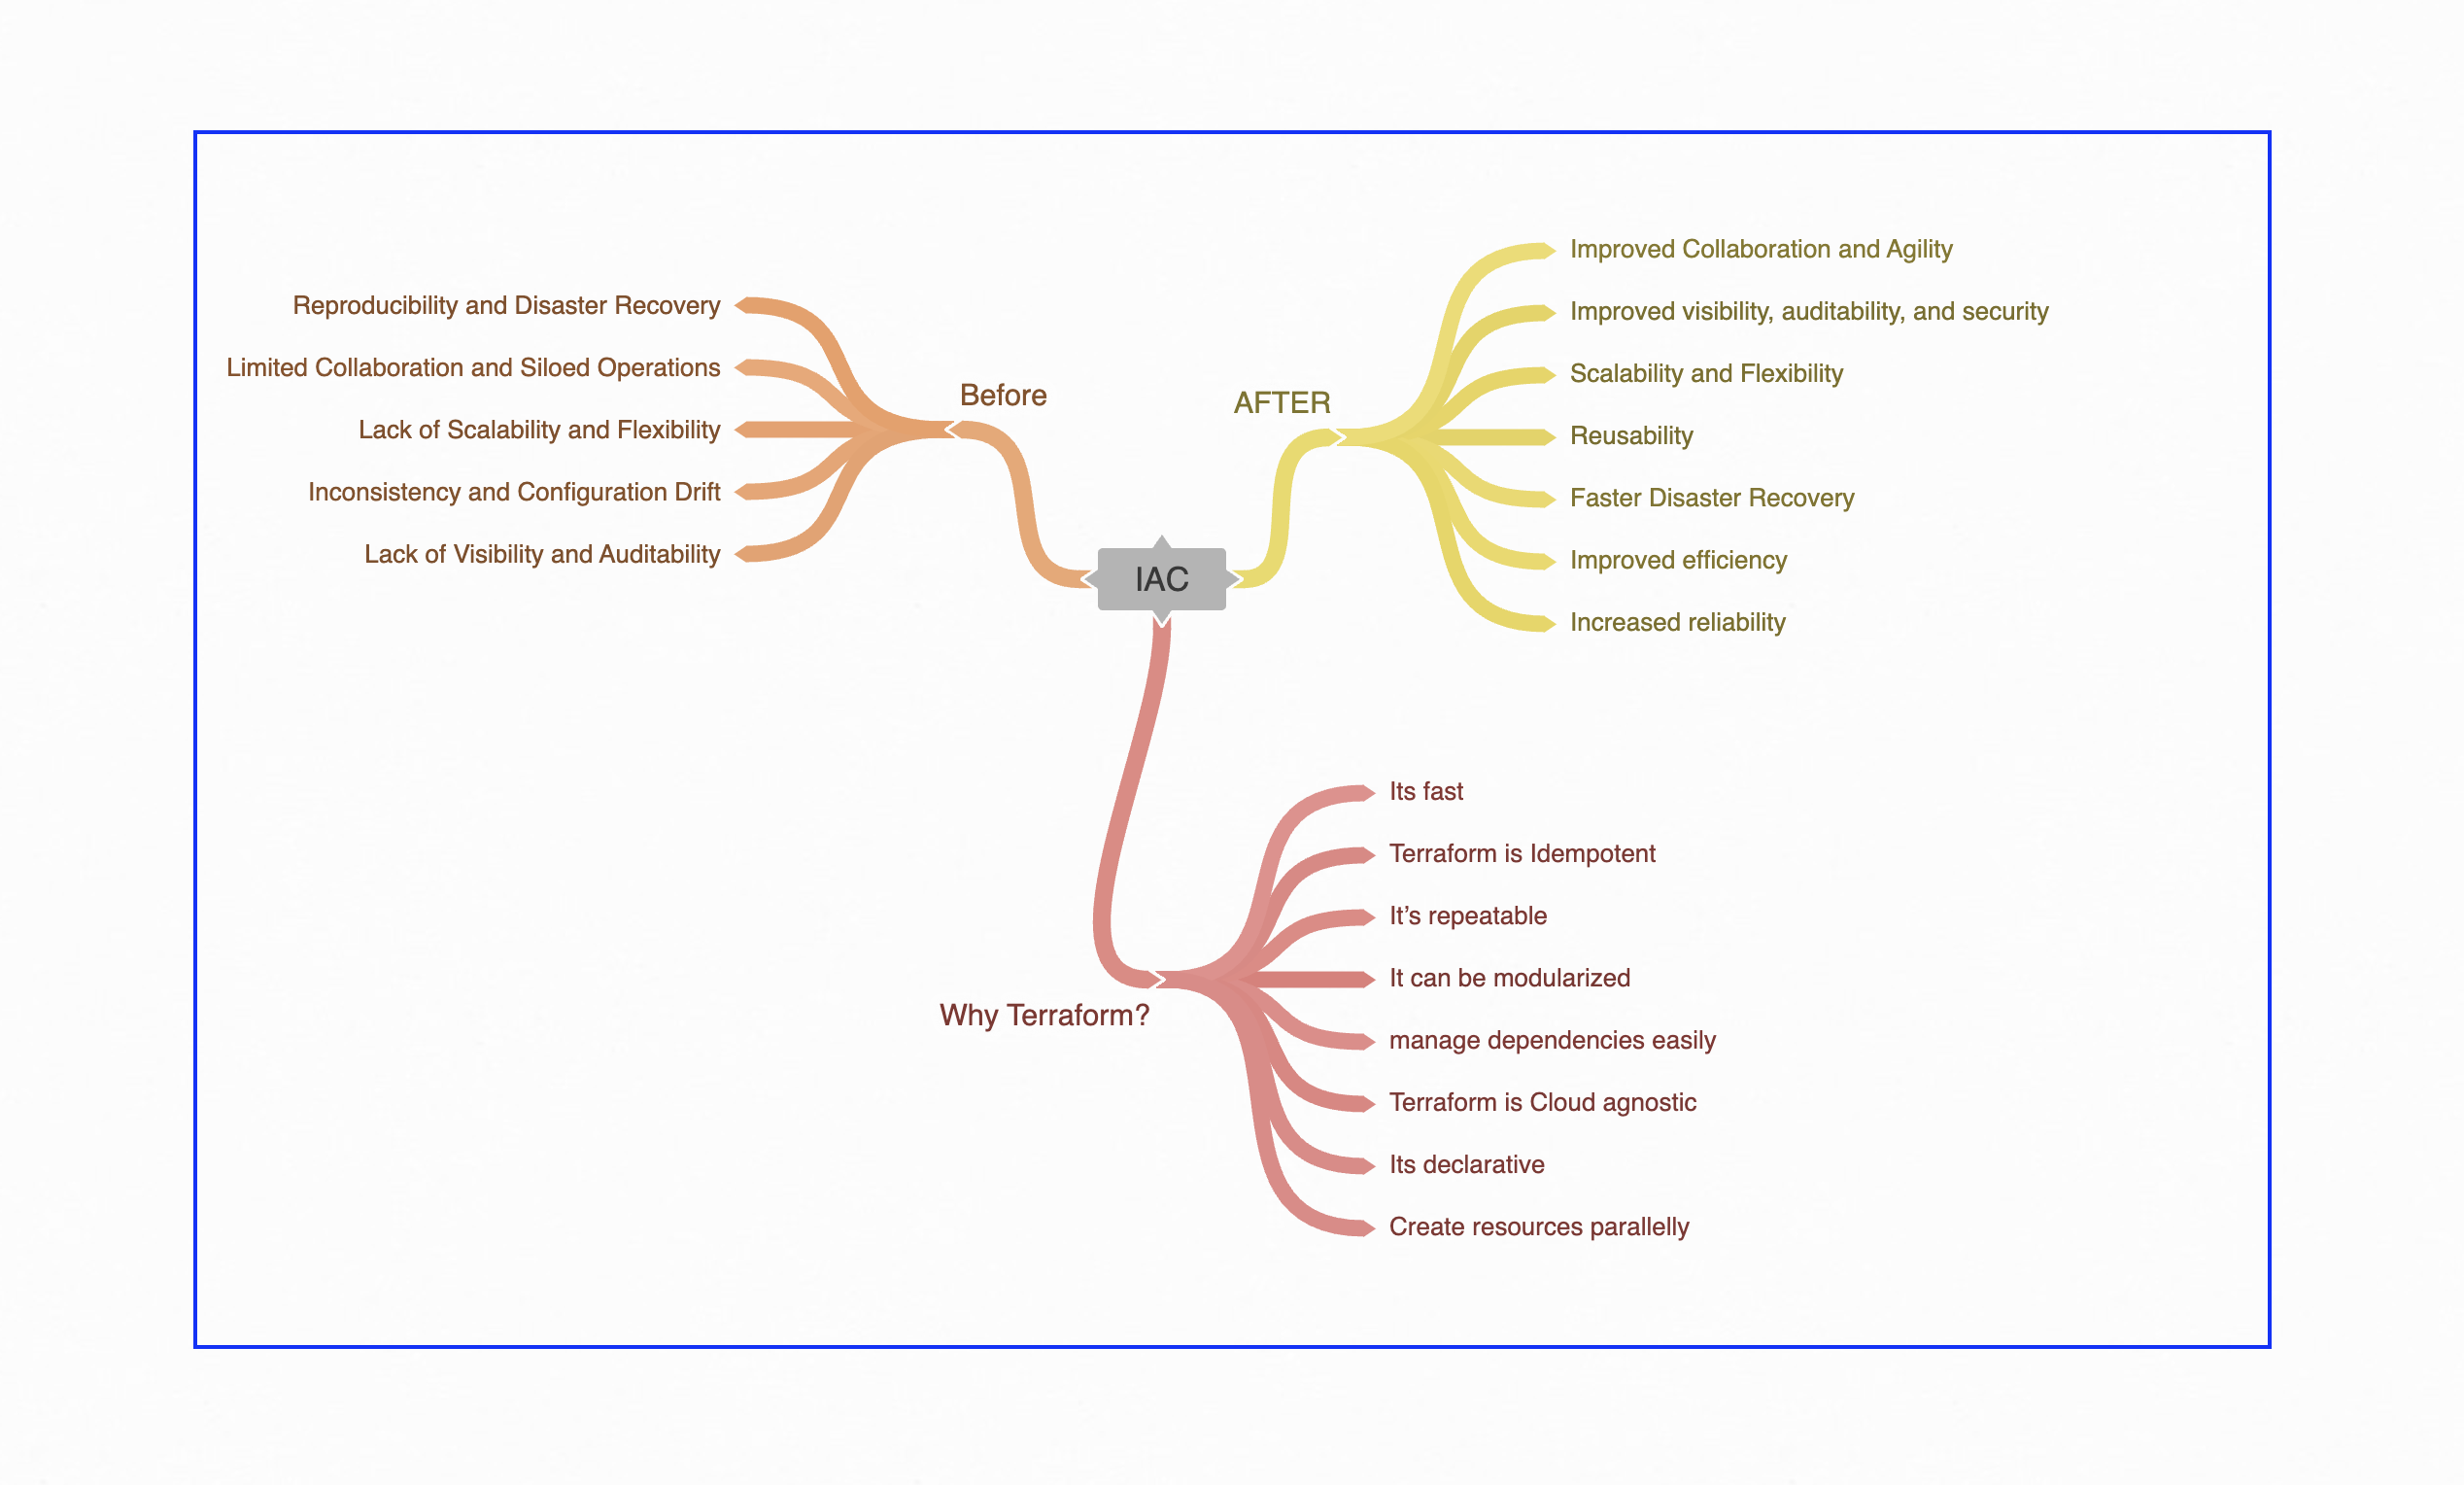 IAC
Before
Reproducibility and Disaster Recovery
Limited Collaboration and Siloed Operations
Lack of Scalability and Flexibility
Inconsistency and Configuration Drift
Lack of Visibility and Auditability
AFTER
Improved Collaboration and Agility
Improved visibility, auditability, and security
Scalability and Flexibility
Reusability
Faster Disaster Recovery
Improved efficiency
Increased reliability
Why Terraform?
Its fast
Terraform is Idempotent
It’s repeatable
It can be modularized
manage dependencies easily
Terraform is Cloud agnostic
Its declarative
Create resources parallelly